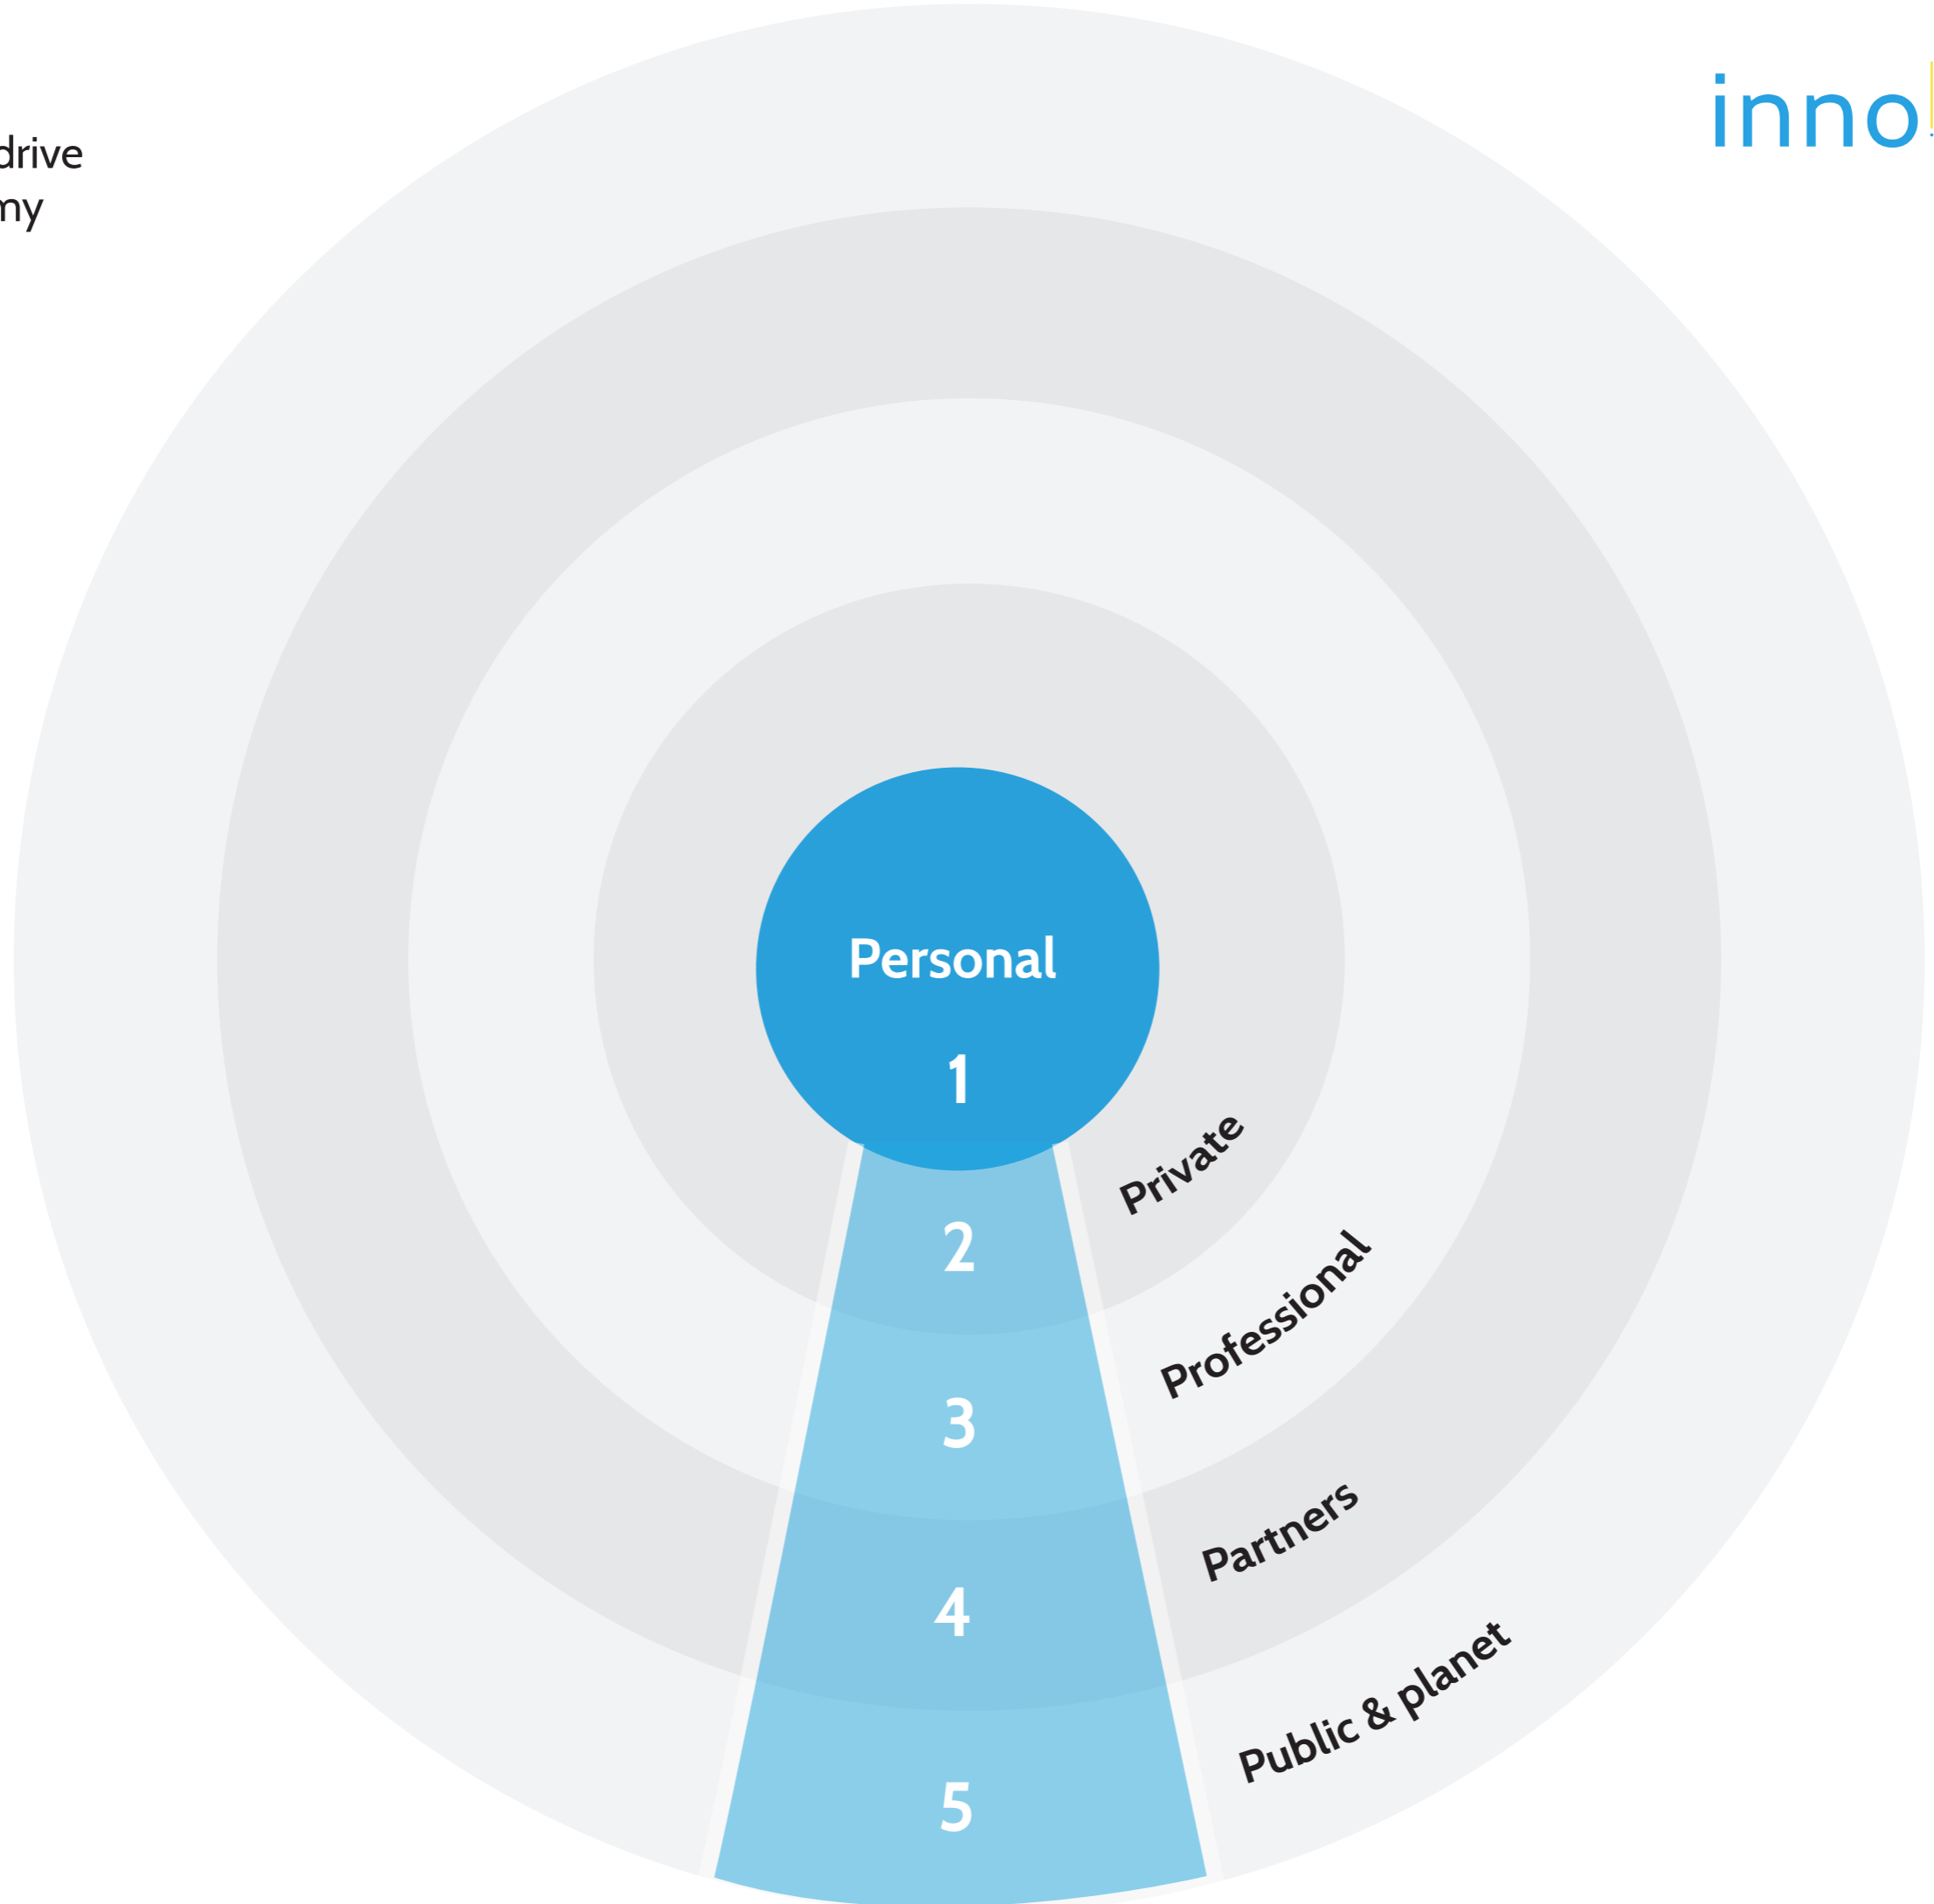 drive
my
inno
Personal
1
Private
2
Professional
3
Partners
4
Public & planet
5